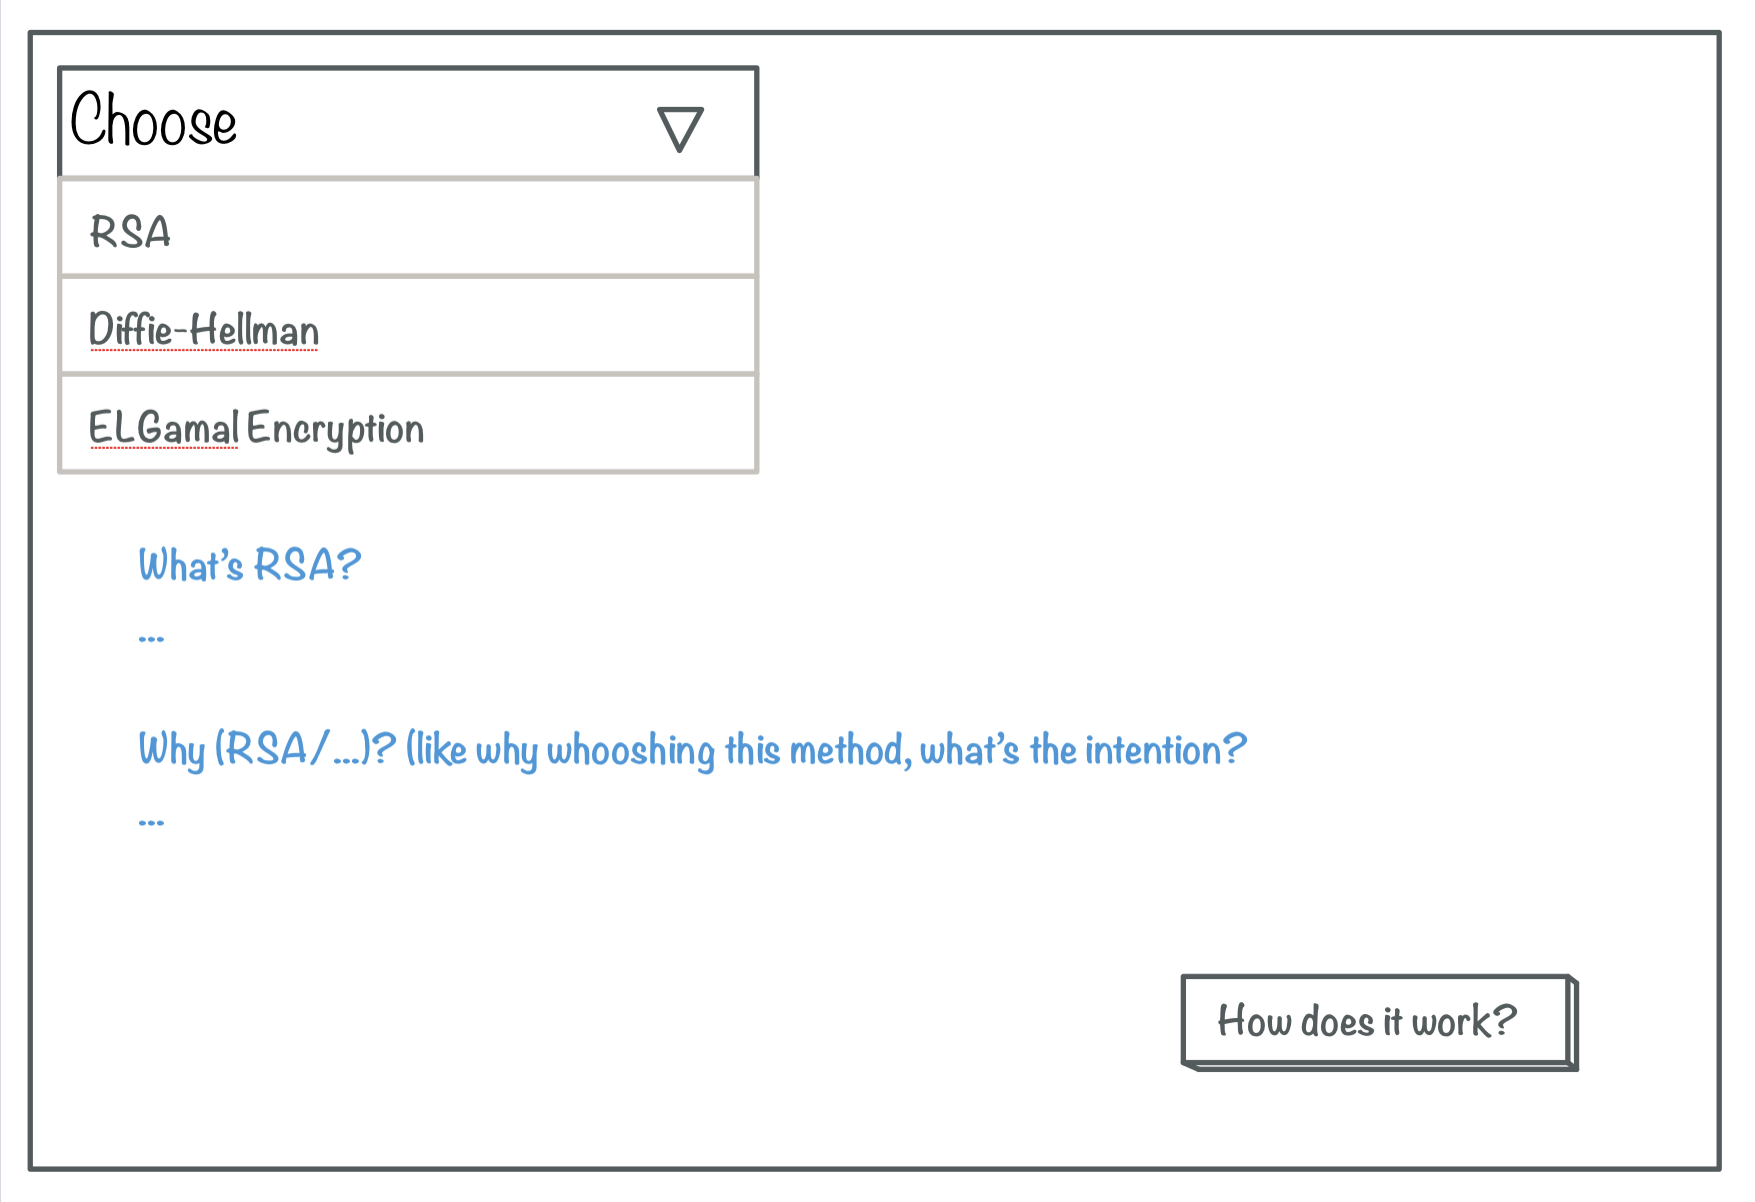 Choose
RSA
Diffie-Hellman
ELGamal Encryption
What's RSA?
...
Why (RSA/...)? (like why whooshing this method, what's the intention?
...
How does it work?